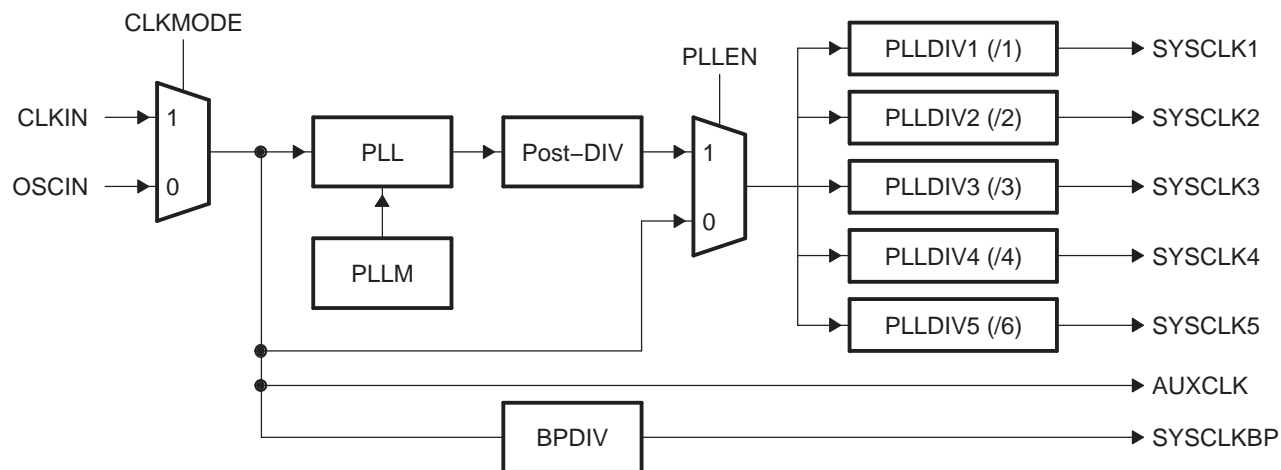 CLKMODE
CLKIN
1
OSCIN
0
PLL
PLLM
Post−DIV
PLLEN
1
0
PLLDIV1 (/1)
SYSCLK1
PLLDIV2 (/2)
SYSCLK2
PLLDIV3 (/3)
SYSCLK3
PLLDIV4 (/4)
SYSCLK4
PLLDIV5 (/6)
SYSCLK5
AUXCLK
BPDIV
SYSCLKBP